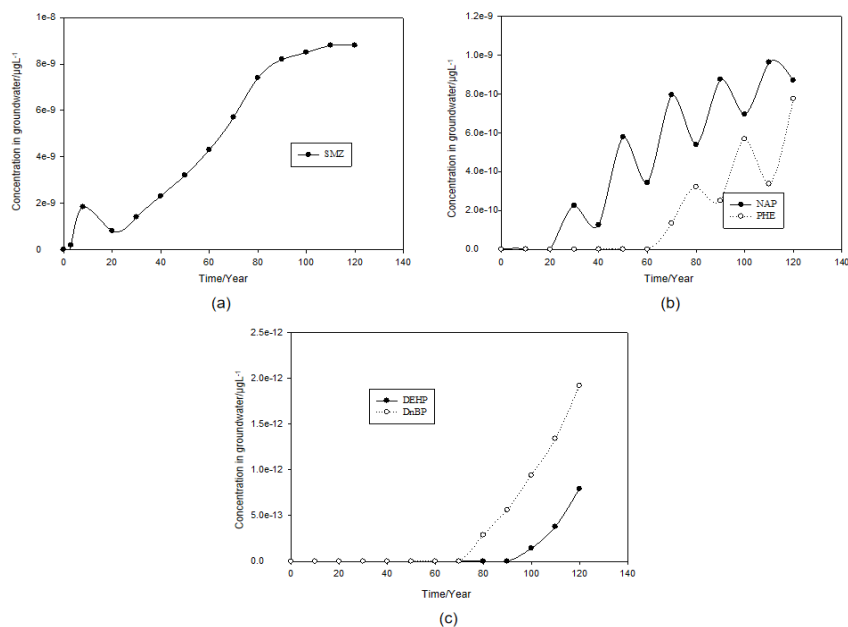 1e-8
8e-9
6e-9
4e-9
2e-9
0
0 20 40 60 80 100 120 140
Concentration in groundwater/µgL⁻¹
Time/Year
SMZ
(a)
1.2e-9
1.0e-9
8.0e-10
6.0e-10
4.0e-10
2.0e-10
0.0
0 20 40 60 80 100 120 140
Concentration in groundwater/µgL⁻¹
Time/Year
NAP
PHE
(b)
2.5e-12
2.0e-12
1.5e-12
1.0e-12
5.0e-13
0.0
0 20 40 60 80 100 120 140
Concentration in groundwater/µgL⁻¹
Time/Year
DEHP
DnBP
(c)